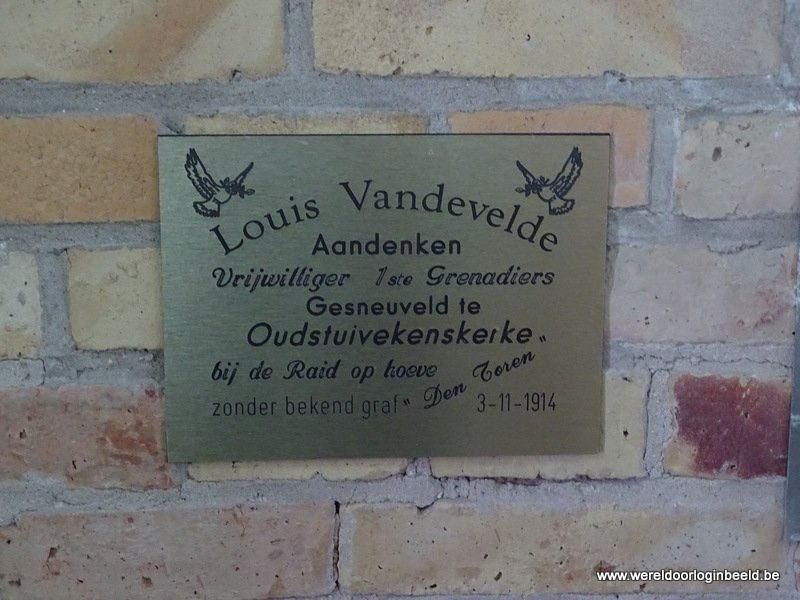 Louis Vandevelde
Aandenken
Vrijwilliger 1ste Grenadiers
Gesneuveld te
Oudstuivekenskerke
bij de Raid op hoeve „Den Toren"
zonder bekend graf 3-11-1914
www.wereldoorloginbeeld.be